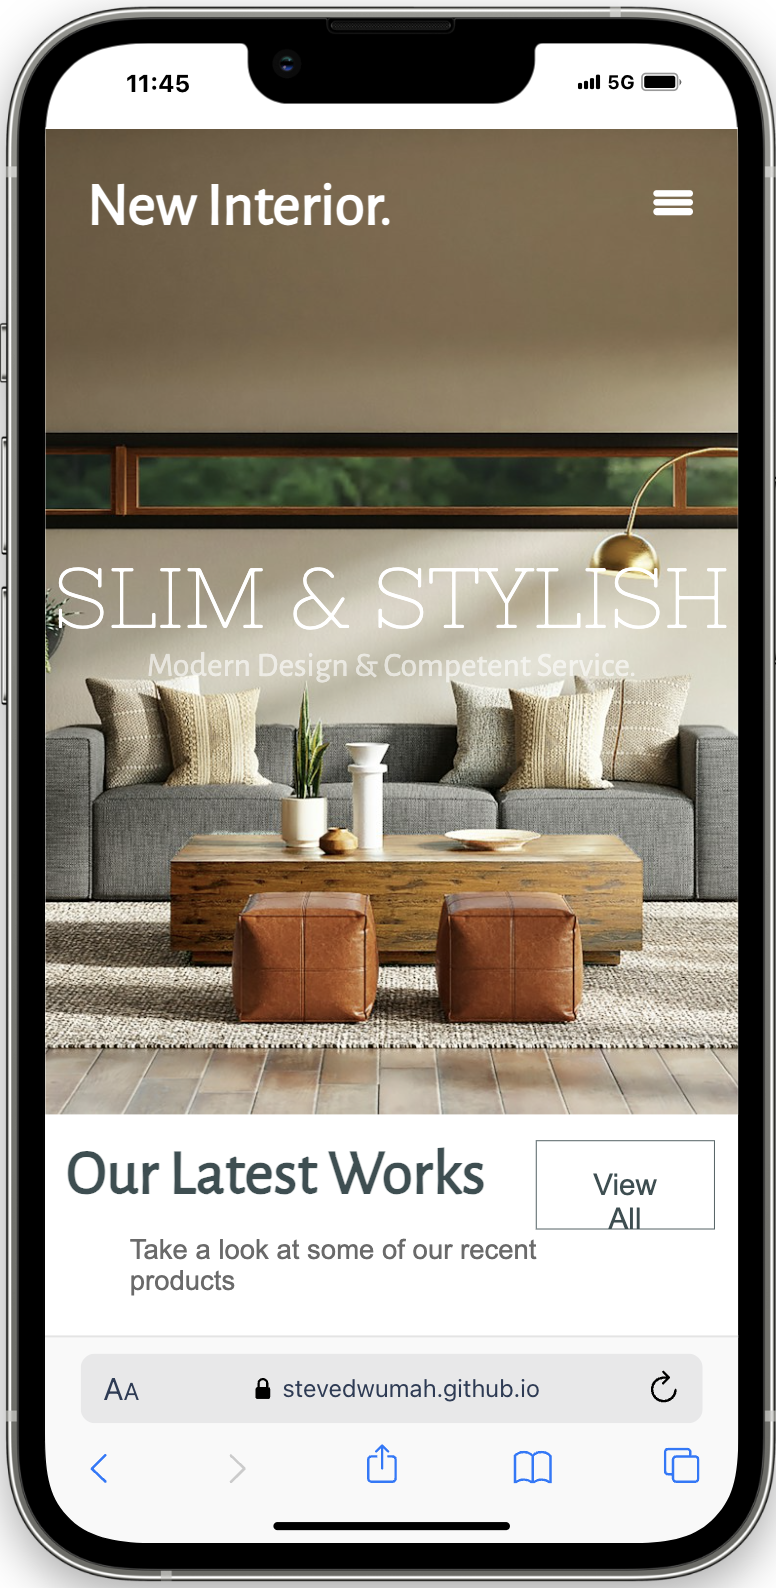 11:45 5G
New Interior.
SLIM & STYLISH
Modern Design & Competent Service.
Our Latest Works
View
All
Take a look at some of our recent
products
AA stevedwumah.github.io